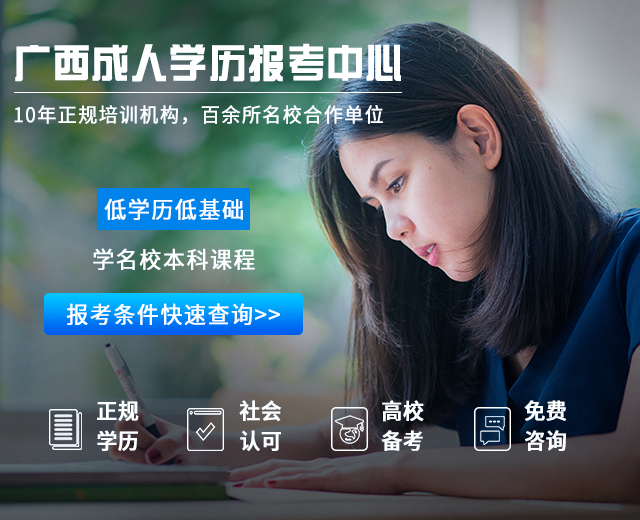 广西成人学历报考中心
10年正规培训机构，百余所名校合作单位
低学历低基础
学名校本科课程
报考条件快速查询>>
正规
学历
社会
认可
高校
备考
免费
咨询